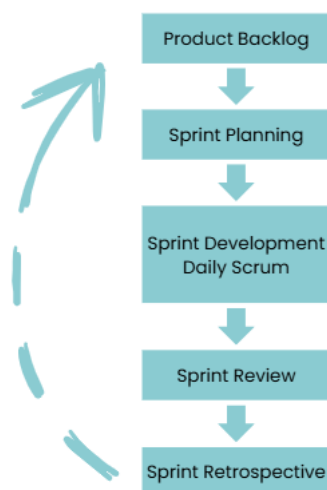 Product Backlog
Sprint Planning
Sprint Development
Daily Scrum
Sprint Review
Sprint Retrospective